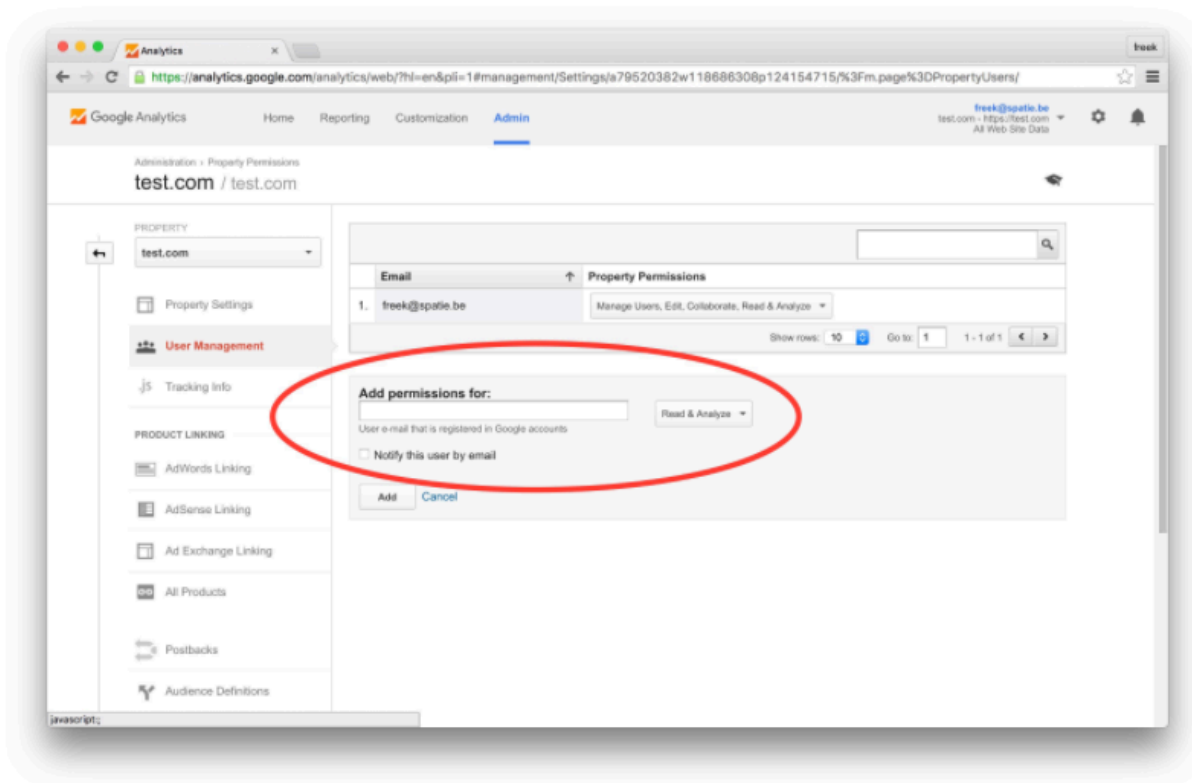 Analytics
freek
https://analytics.google.com/analytics/web/?hl=en&pli=1#management/Settings/a79520382w118686308p124154715/%3Fm.page%3DPropertyUsers/
Google Analytics Home Reporting Customization Admin
freek@spatie.be
test.com - https://test.com
All Web Site Data
Administration › Property Permissions
test.com / test.com
PROPERTY
test.com
Property Settings
User Management
.js Tracking Info
PRODUCT LINKING
AdWords Linking
AdSense Linking
Ad Exchange Linking
All Products
Postbacks
Audience Definitions
Email Property Permissions
1. freek@spatie.be Manage Users, Edit, Collaborate, Read & Analyze
Show rows: 10 Go to: 1 1 - 1 of 1
Add permissions for:
Read & Analyze
User e-mail that is registered in Google accounts
Notify this user by email
Add Cancel
javascript:;